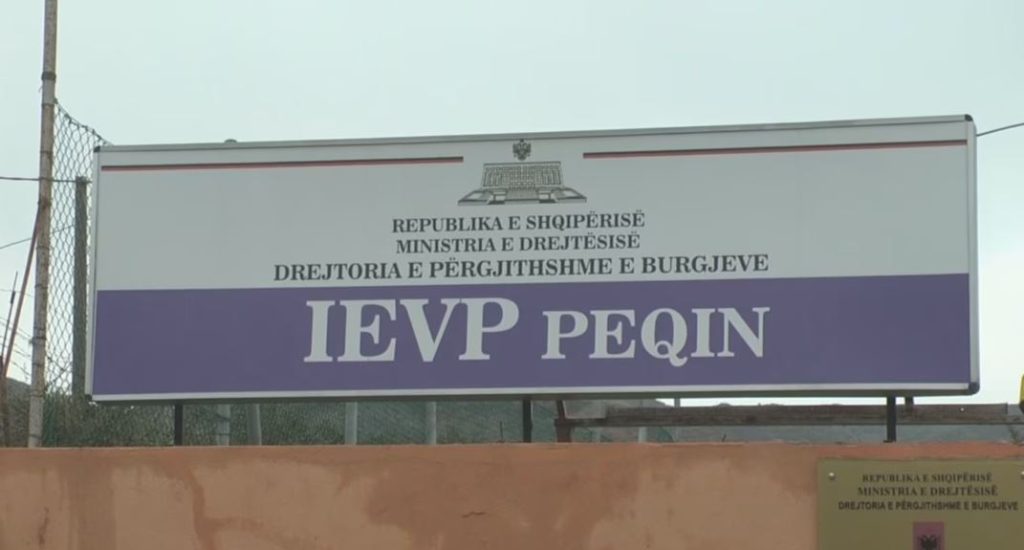 REPUBLIKA E SHQIPËRISË
MINISTRIA E DREJTËSISË
DREJTORIA E PËRGJITHSHME E BURGJEVE
IEVP PEQIN
REPUBLIKA E SHQIPËRISË
MINISTRIA E DREJTËSISË
DREJTORIA E PËRGJITHSHME E BURGJEVE